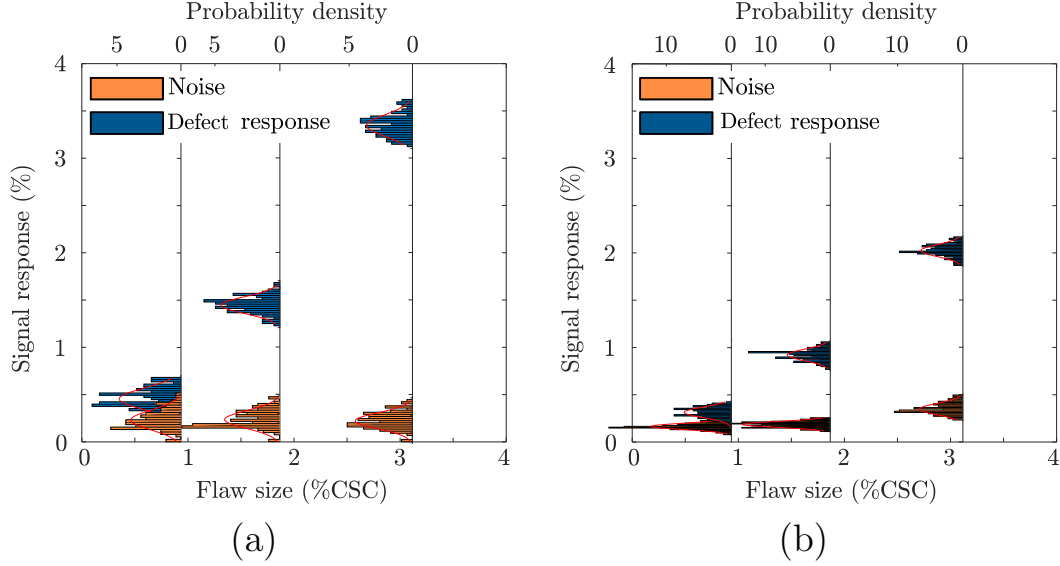 Probability density
5 0 5 0 5 0
4
Noise
Defect response
3
2
1
0
Signal response (%)
0 1 2 3 4
Flaw size (%CSC)
(a)
Probability density
10 0 10 0 10 0
4
Noise
Defect response
3
2
1
0
Signal response (%)
0 1 2 3 4
Flaw size (%CSC)
(b)